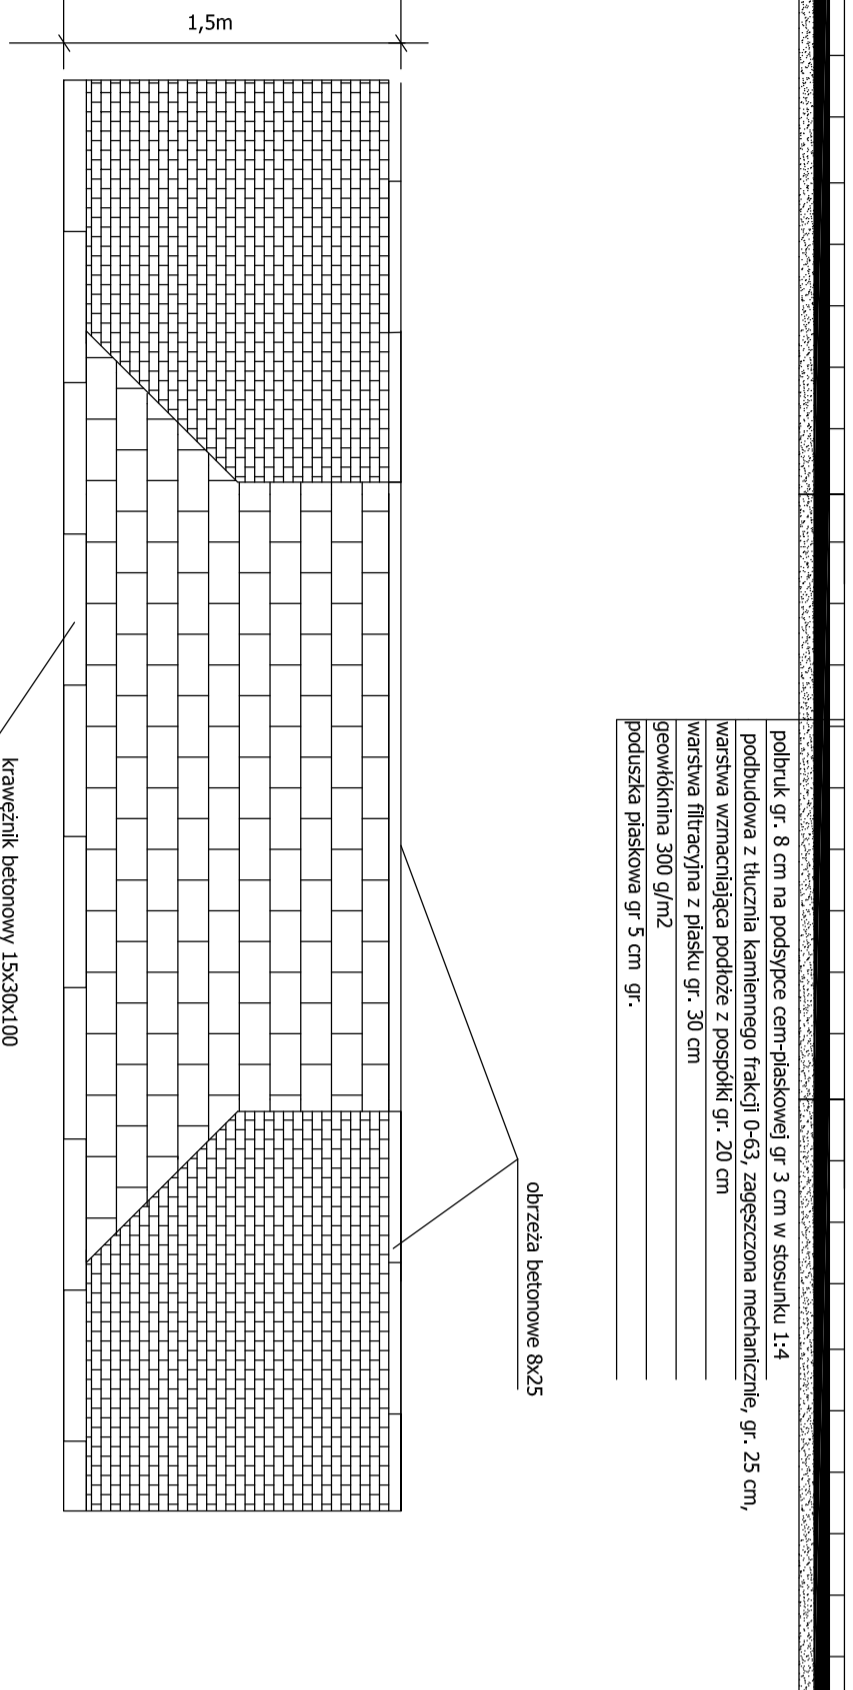 1,5m
polbruk gr. 8 cm na podsypce cem-piaskowej gr 3 cm w stosunku 1:4
podbudowa z tłucznia kamiennego frakcji 0-63, zagęszczona mechanicznie, gr. 25 cm,
warstwa wzmacniająca podłoże z pospółki gr. 20 cm
warstwa filtracyjna z piasku gr. 30 cm
geowłóknina 300 g/m2
poduszka piaskowa gr 5 cm gr.
obrzeża betonowe 8x25
krawężnik betonowy 15x30x100